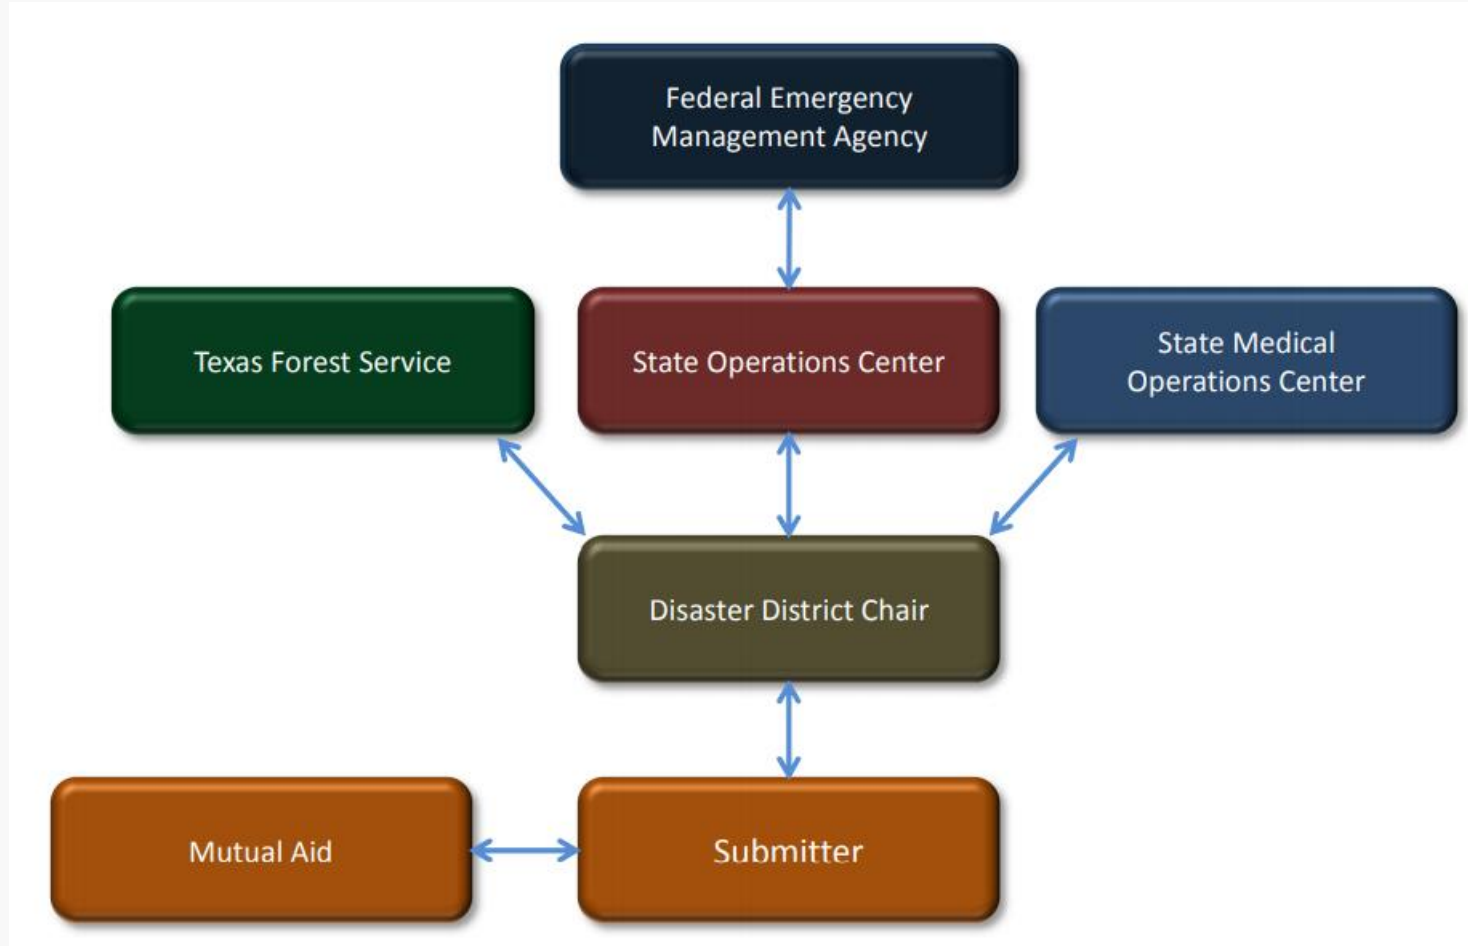 Federal Emergency
Management Agency
Texas Forest Service
State Operations Center
State Medical
Operations Center
Disaster District Chair
Mutual Aid
Submitter